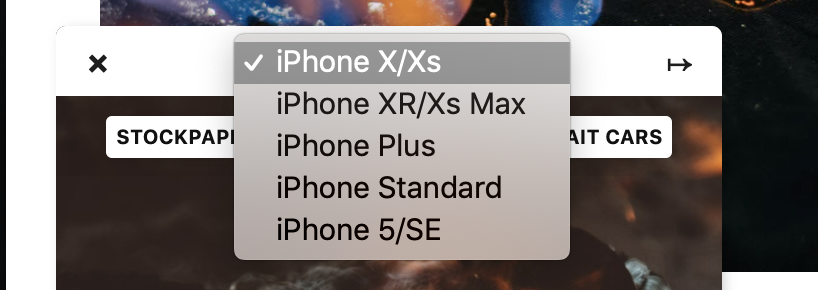 iPhone X/Xs
iPhone XR/Xs Max
STOCKPAP
AIT CARS
iPhone Plus
iPhone Standard
iPhone 5/SE